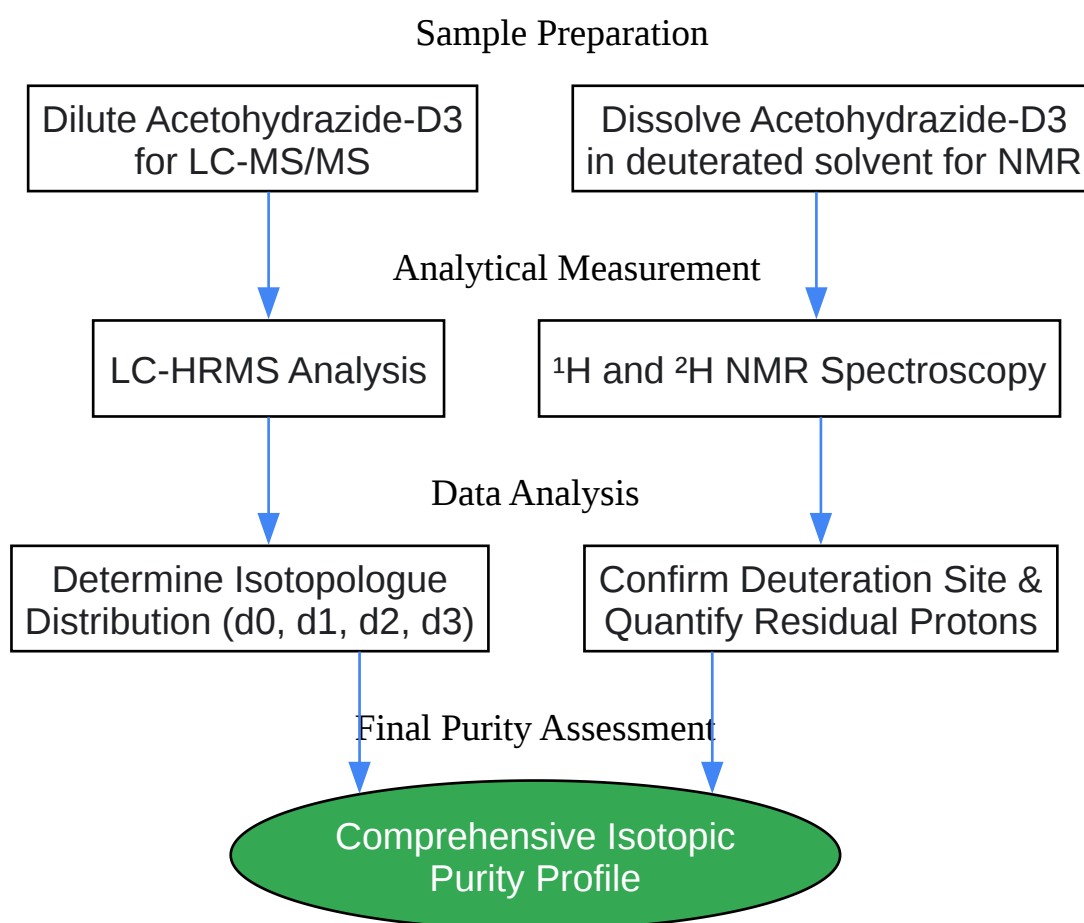 Sample Preparation
Dilute Acetohydrazide-D3
for LC-MS/MS
Dissolve Acetohydrazide-D3
in deuterated solvent for NMR
Analytical Measurement
LC-HRMS Analysis
¹H and ²H NMR Spectroscopy
Data Analysis
Determine Isotopologue
Distribution (d0, d1, d2, d3)
Confirm Deuteration Site &
Quantify Residual Protons
Final Purity Assessment
Comprehensive Isotopic
Purity Profile